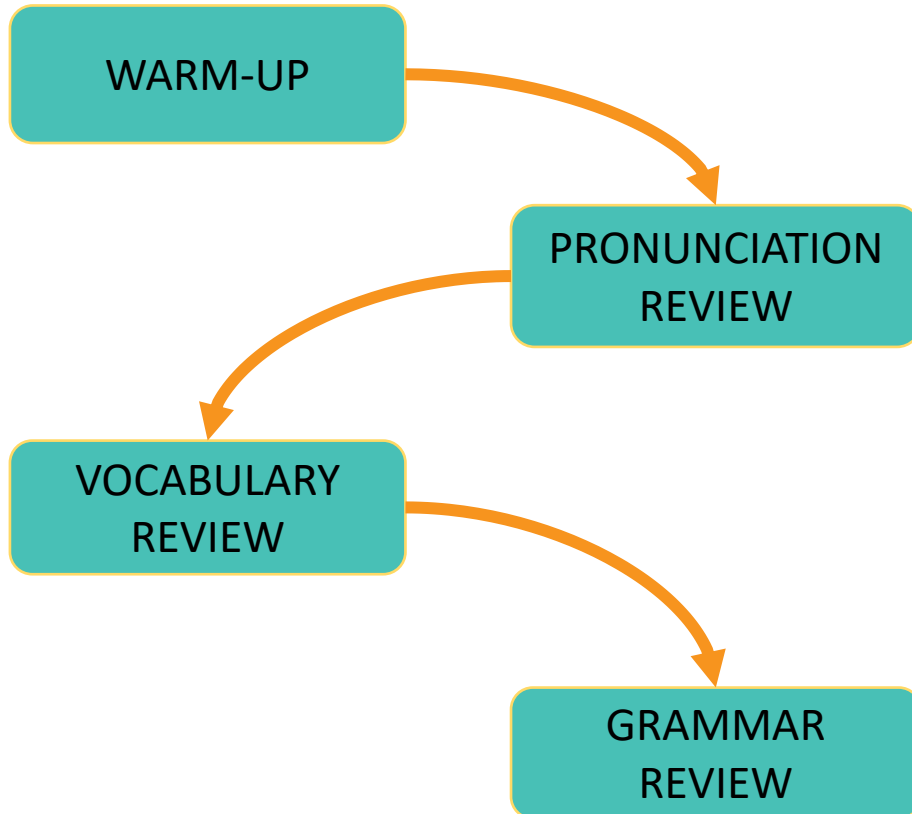 WARM-UP
PRONUNCIATION
REVIEW
VOCABULARY
REVIEW
GRAMMAR
REVIEW